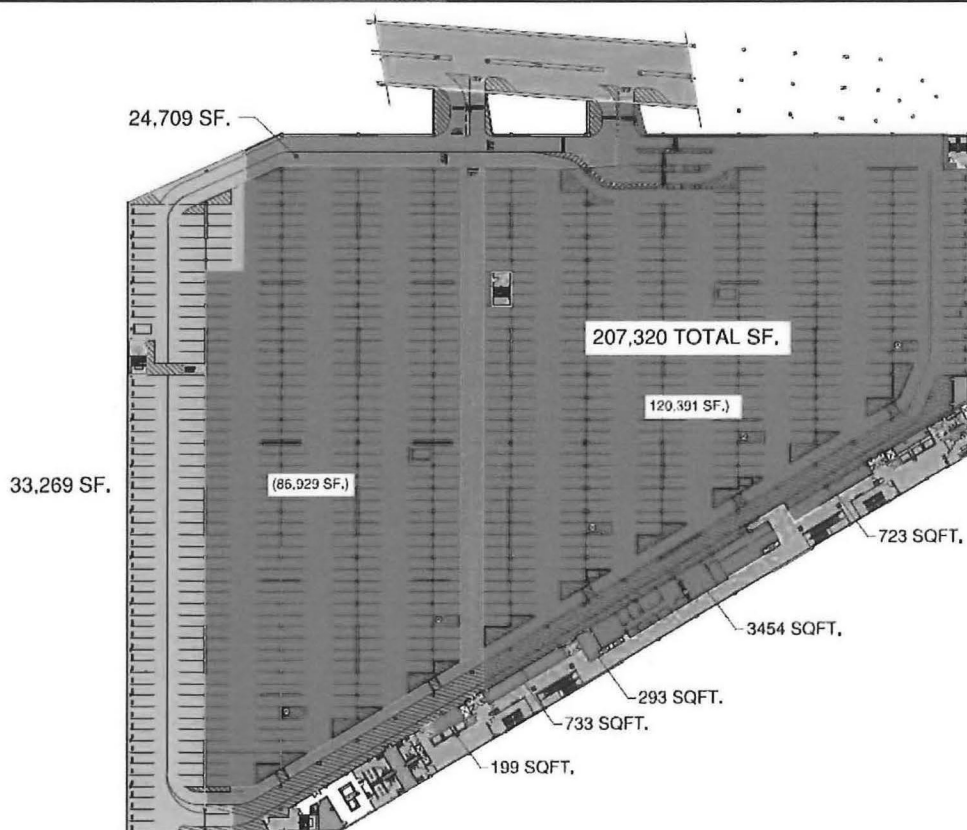 24,709 SF.
207,320 TOTAL SF.
120,391 SF.)
33,269 SF.
(86,929 SF.)
723 SQFT.
3454 SQFT.
293 SQFT.
733 SQFT.
199 SQFT.